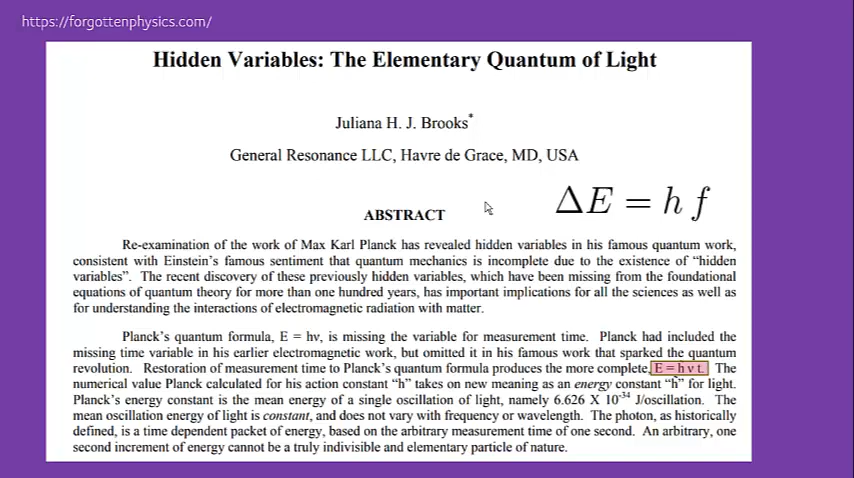 https://forgottenphysics.com/
Hidden Variables: The Elementary Quantum of Light
Juliana H. J. Brooks*
General Resonance LLC, Havre de Grace, MD, USA
ΔE = h f
ABSTRACT
Re-examination of the work of Max Karl Planck has revealed hidden variables in his famous quantum work,
consistent with Einstein's famous sentiment that quantum mechanics is incomplete due to the existence of "hidden
variables". The recent discovery of these previously hidden variables, which have been missing from the foundational
equations of quantum theory for more than one hundred years, has important implications for all the sciences as well as
for understanding the interactions of electromagnetic radiation with matter.
Planck's quantum formula, E = hν, is missing the variable for measurement time. Planck had included the
missing time variable in his earlier electromagnetic work, but omitted it in his famous work that sparked the quantum
revolution. Restoration of measurement time to Planck's quantum formula produces the more complete, E = h ν t. The
numerical value Planck calculated for his action constant "h" takes on new meaning as an energy constant "h̃" for light.
Planck's energy constant is the mean energy of a single oscillation of light, namely 6.626 X 10⁻³⁴ J/oscillation. The
mean oscillation energy of light is constant, and does not vary with frequency or wavelength. The photon, as historically
defined, is a time dependent packet of energy, based on the arbitrary measurement time of one second. An arbitrary, one
second increment of energy cannot be a truly indivisible and elementary particle of nature.